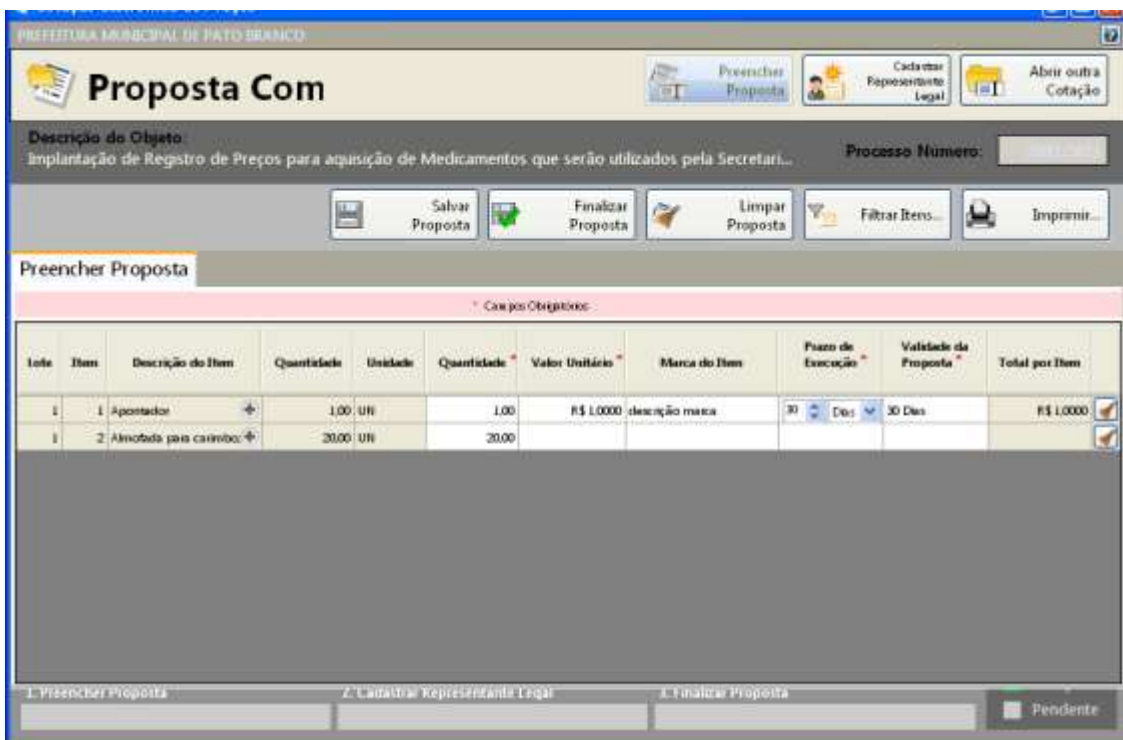 PREFEITURA MUNICIPAL DE PATO BRANCO
Proposta Com
Preencher
Proposta
Cadastrar
Representante
Legal
Abrir outra
Cotação
Descrição do Objeto:
Implantação de Registro de Preços para aquisição de Medicamentos que serão utilizados pela Secretari...
Processo Número:
Salvar
Proposta
Finalizar
Proposta
Limpar
Proposta
Filtrar Itens...
Imprimir...
Preencher Proposta
* Campos Obrigatórios
Lote Item Descrição do Item Quantidade Unidade Quantidade * Valor Unitário * Marca do Item Prazo de Execução * Validade da Proposta * Total por Item
1 1 Apontador 1,00 UN 1,00 R$ 1,0000 descrição marca 30 Dias 30 Dias R$ 1,0000
1 2 Almofada para carimbo: 20,00 UN 20,00
1. Preencher Proposta 2. Cadastrar Representante Legal 3. Finalizar Proposta
Pendente